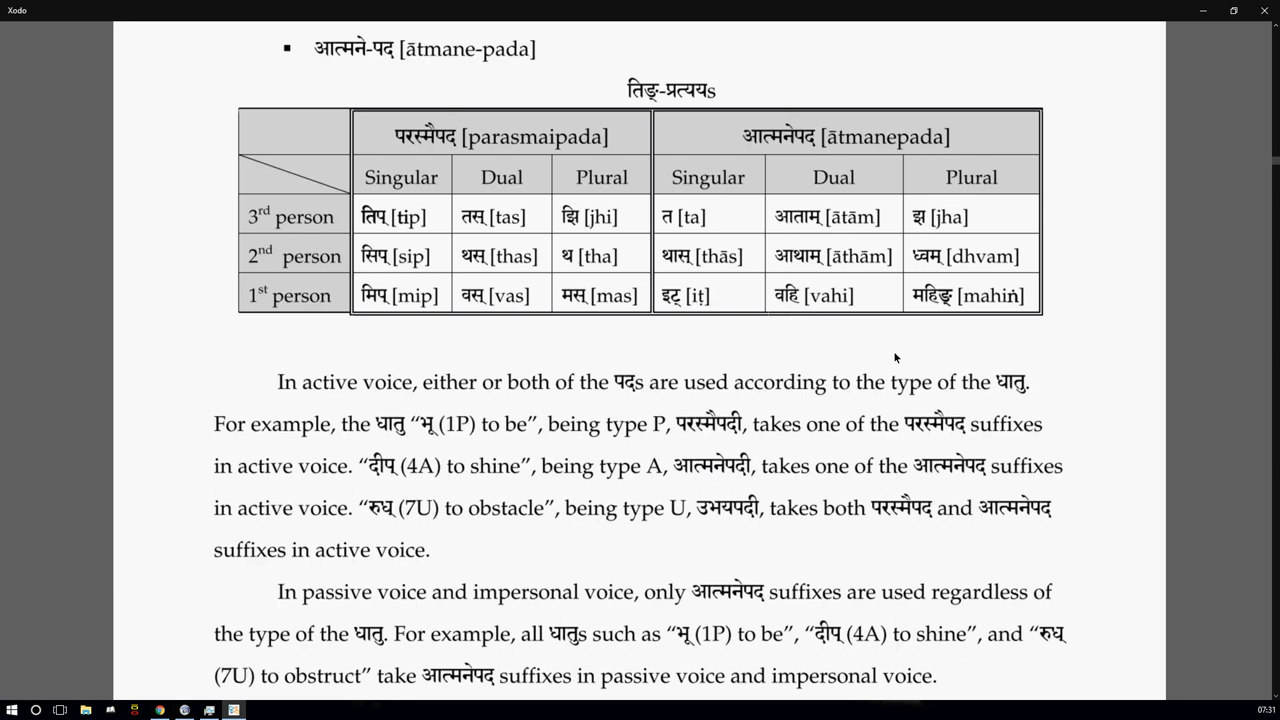 Xodo
▪ आत्मने-पद [ātmane-pada]
तिङ्-प्रत्ययs
परस्मैपद [parasmaipada] आत्मनेपद [ātmanepada]
Singular Dual Plural Singular Dual Plural
3rd person तिप् [tip] तस् [tas] झि [jhi] त [ta] आताम् [ātām] झ [jha]
2nd person सिप् [sip] थस् [thas] थ [tha] थास् [thās] आथाम् [āthām] ध्वम् [dhvam]
1st person मिप् [mip] वस् [vas] मस् [mas] इट् [iṭ] वहि [vahi] महिङ् [mahiṅ]
In active voice, either or both of the पदs are used according to the type of the धातु.
For example, the धातु “भू (1P) to be”, being type P, परस्मैपदी, takes one of the परस्मैपद suffixes
in active voice. “दीप् (4A) to shine”, being type A, आत्मनेपदी, takes one of the आत्मनेपद suffixes
in active voice. “रुध् (7U) to obstacle”, being type U, उभयपदी, takes both परस्मैपद and आत्मनेपद
suffixes in active voice.
In passive voice and impersonal voice, only आत्मनेपद suffixes are used regardless of
the type of the धातु. For example, all धातुs such as “भू (1P) to be”, “दीप् (4A) to shine”, and “रुध्
(7U) to obstruct” take आत्मनेपद suffixes in passive voice and impersonal voice.
07:31